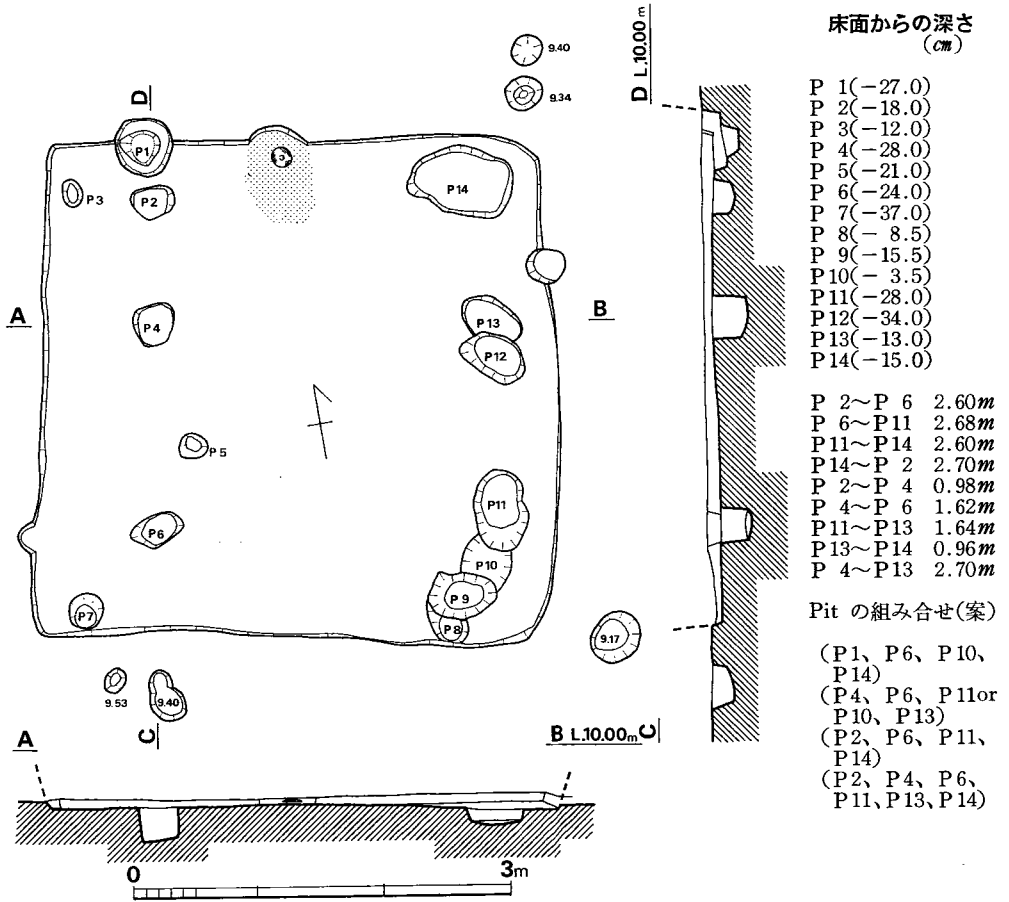 9.40
9.34
D
D L.10.00m
P1
P3
P2
P14
A
B
P4
P13
P12
P5
P11
P6
P10
P9
P7
P8
9.17
9.53
9.40
C
A
B L.10.00m
C
0
3m
床面からの深さ
(cm)
P 1(-27.0)
P 2(-18.0)
P 3(-12.0)
P 4(-28.0)
P 5(-21.0)
P 6(-24.0)
P 7(-37.0)
P 8(- 8.5)
P 9(-15.5)
P10(- 3.5)
P11(-28.0)
P12(-34.0)
P13(-13.0)
P14(-15.0)
P 2~P 6 2.60m
P 6~P11 2.68m
P11~P14 2.60m
P14~P 2 2.70m
P 2~P 4 0.98m
P 4~P 6 1.62m
P11~P13 1.64m
P13~P14 0.96m
P 4~P13 2.70m
Pit の組み合せ(案)
(P1、P6、P10、
P14)
(P4、P6、P11or
P10、P13)
(P2、P6、P11、
P14)
(P2、P4、P6、
P11、P13、P14)